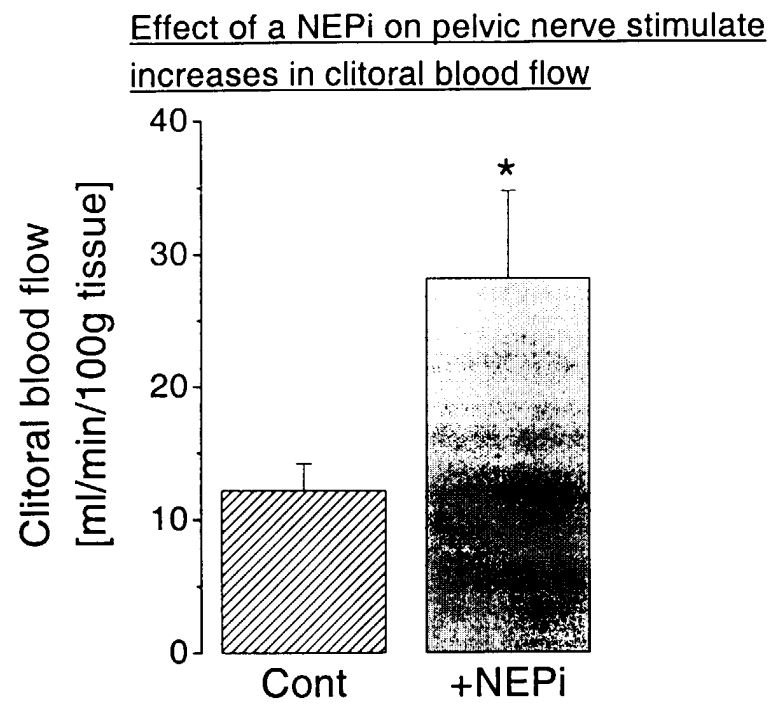 Effect of a NEPi on pelvic nerve stimulate
increases in clitoral blood flow
Clitoral blood flow
[ml/min/100g tissue]
40
30
20
10
0
*
Cont
+NEPi